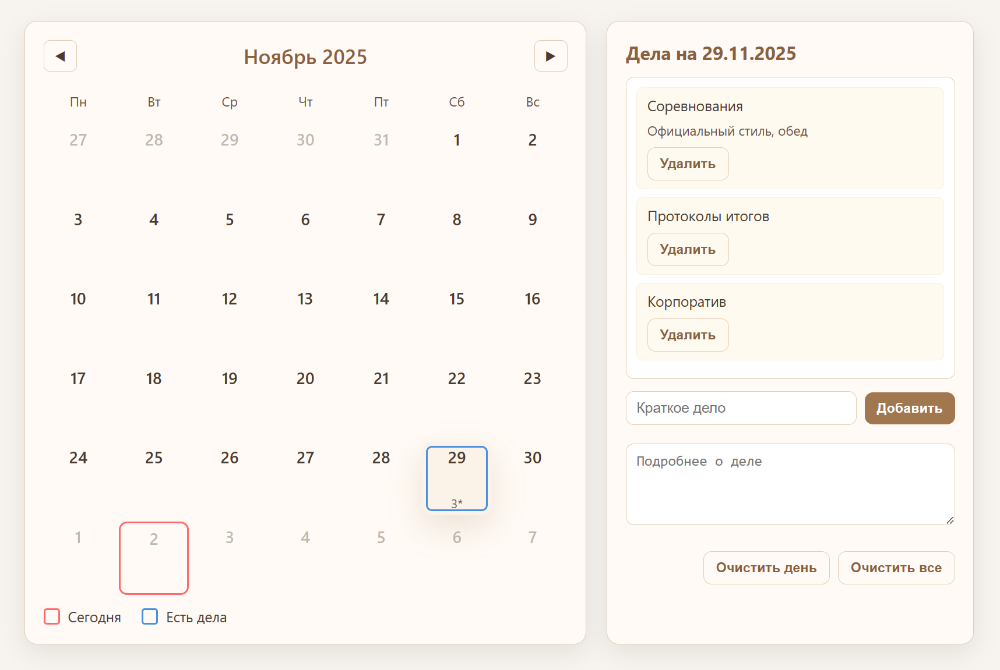 ◀ Ноябрь 2025 ▶
Пн Вт Ср Чт Пт Сб Вс
27 28 29 30 31 1 2
3 4 5 6 7 8 9
10 11 12 13 14 15 16
17 18 19 20 21 22 23
24 25 26 27 28 29 30
3*
1 2 3 4 5 6 7
Сегодня Есть дела
Дела на 29.11.2025
Соревнования
Официальный стиль, обед
Удалить
Протоколы итогов
Удалить
Корпоратив
Удалить
Краткое дело Добавить
Подробнее о деле
Очистить день Очистить все